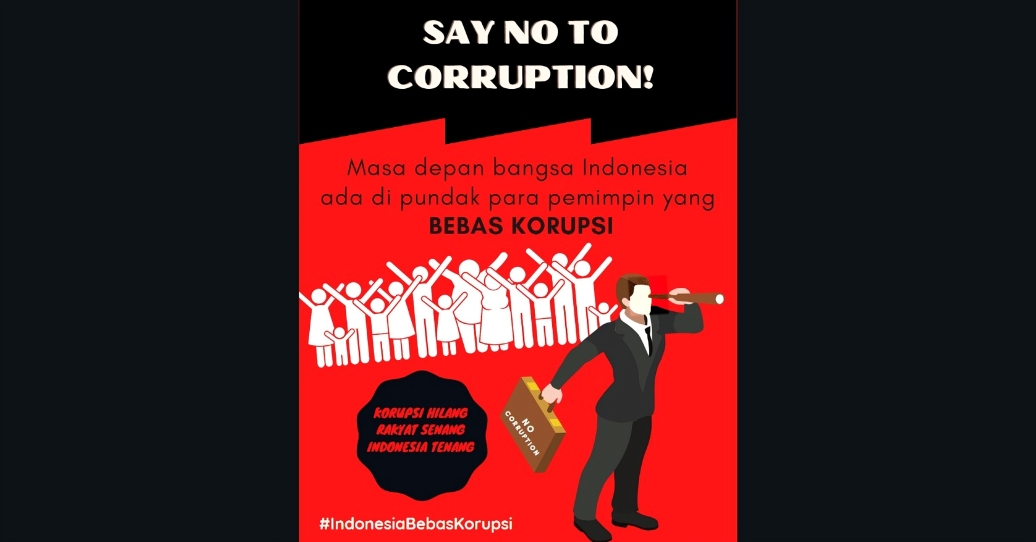 SAY NO TO
CORRUPTION!
Masa depan bangsa Indonesia
ada di pundak para pemimpin yang
BEBAS KORUPSI
NO
CORRUPTION
KORUPSI HILANG
RAKYAT SENANG
INDONESIA TENANG
#IndonesiaBebasKorupsi